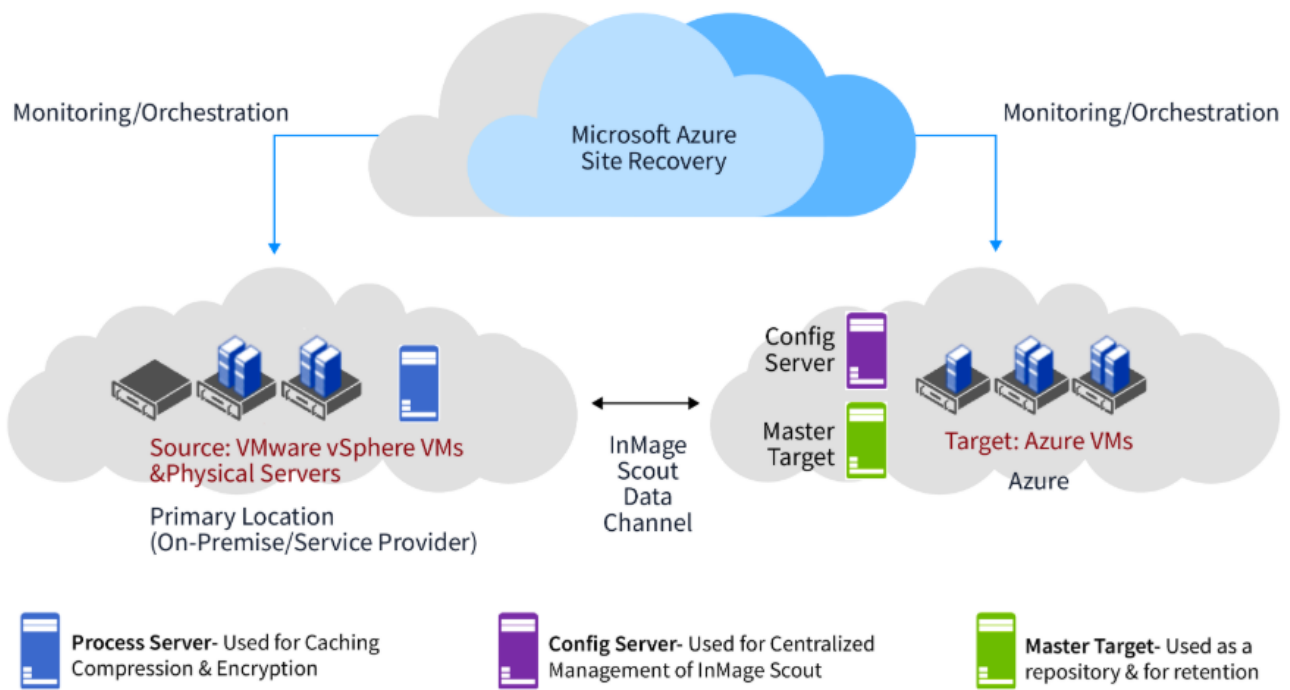 Monitoring/Orchestration
Microsoft Azure
Site Recovery
Monitoring/Orchestration
Source: VMware vSphere VMs
&Physical Servers
Primary Location
(On-Premise/Service Provider)
InMage
Scout
Data
Channel
Config
Server
Master
Target
Target: Azure VMs
Azure
Process Server- Used for Caching
Compression & Encryption
Config Server- Used for Centralized
Management of InMage Scout
Master Target- Used as a
repository & for retention